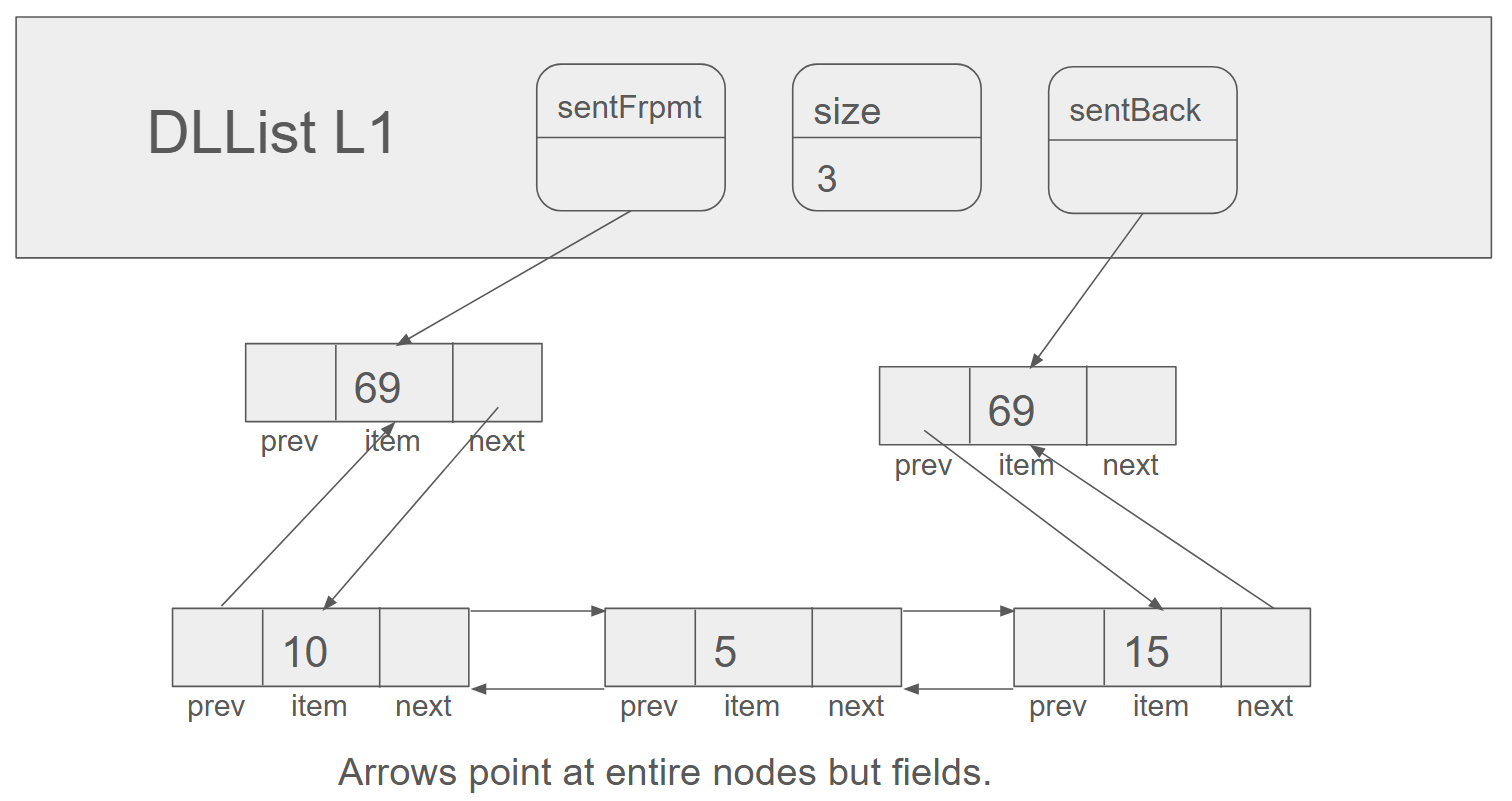 DLList L1
sentFrpmt
size
sentBack
3
69
prev item next
69
prev item next
10
prev item next
5
prev item next
15
prev item next
Arrows point at entire nodes but fields.